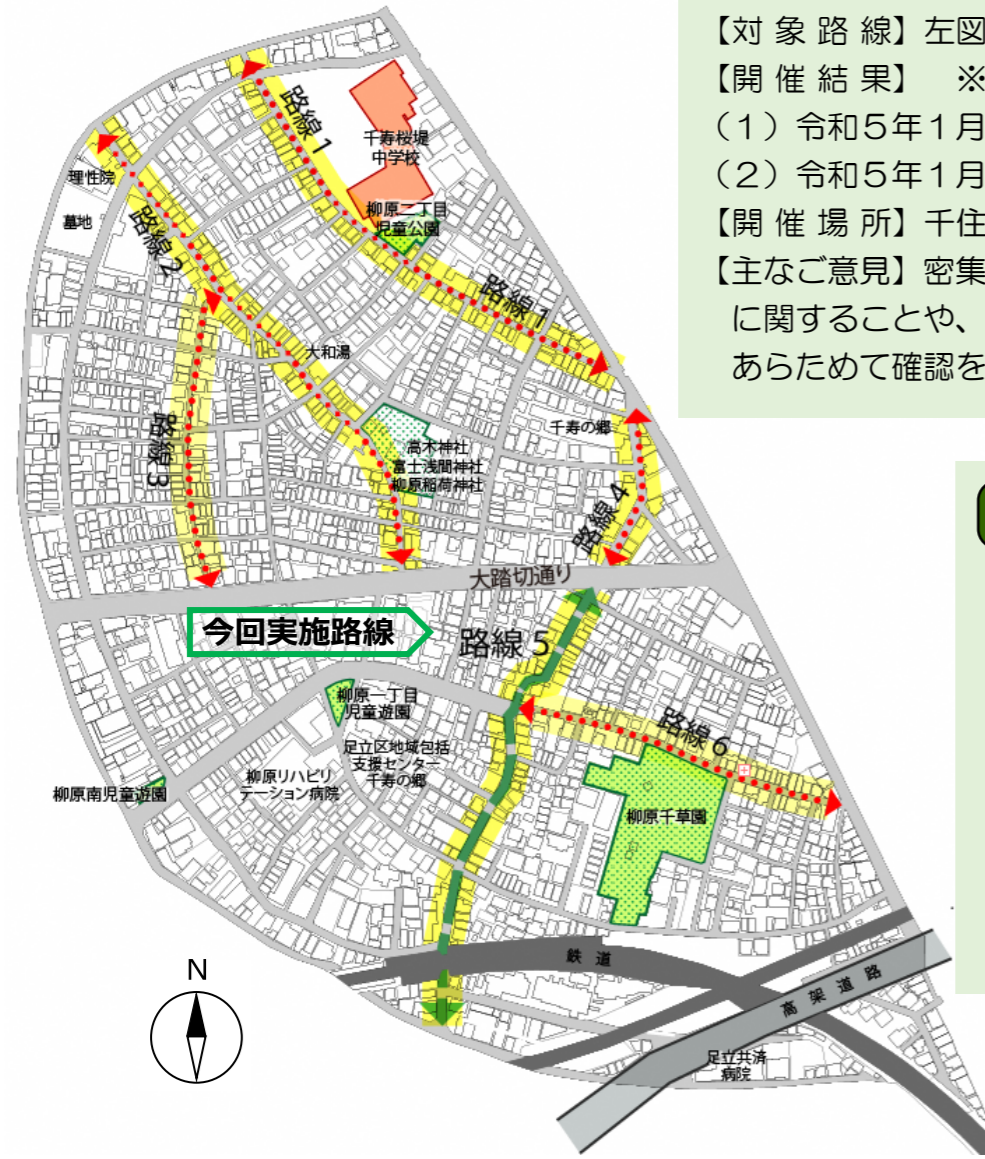 【対象路線】左図
【開催結果】 ※
（１）令和５年１月
（２）令和５年１月
【開催場所】千住
【主なご意見】密集
に関することや、
あらためて確認を
路線1
千寿桜堤
中学校
理性院
墓地
柳原二丁目
児童公園
路線2
路線1
大和湯
千寿の郷
路線3
高木神社
富士浅間神社
柳原稲荷神社
路線4
大踏切通り
今回実施路線
路線5
柳原一丁目
児童遊園
路線6
足立区地域包括
支援センター
千寿の郷
柳原リハビリ
テーション病院
柳原南児童遊園
柳原千草園
鉄道
N
高架道路
足立共済
病院